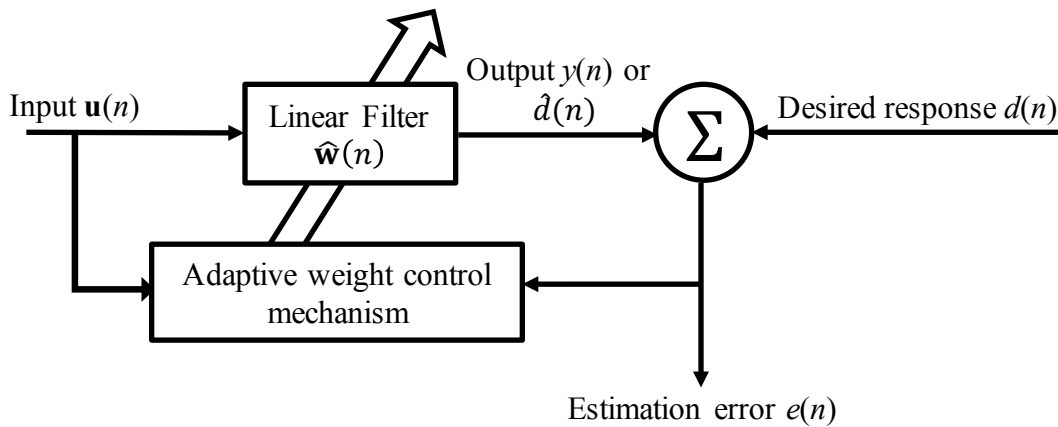 Input u(n)
Linear Filter
ŵ(n)
Output y(n) or
d̂(n)
Σ
Desired response d(n)
Adaptive weight control
mechanism
Estimation error e(n)